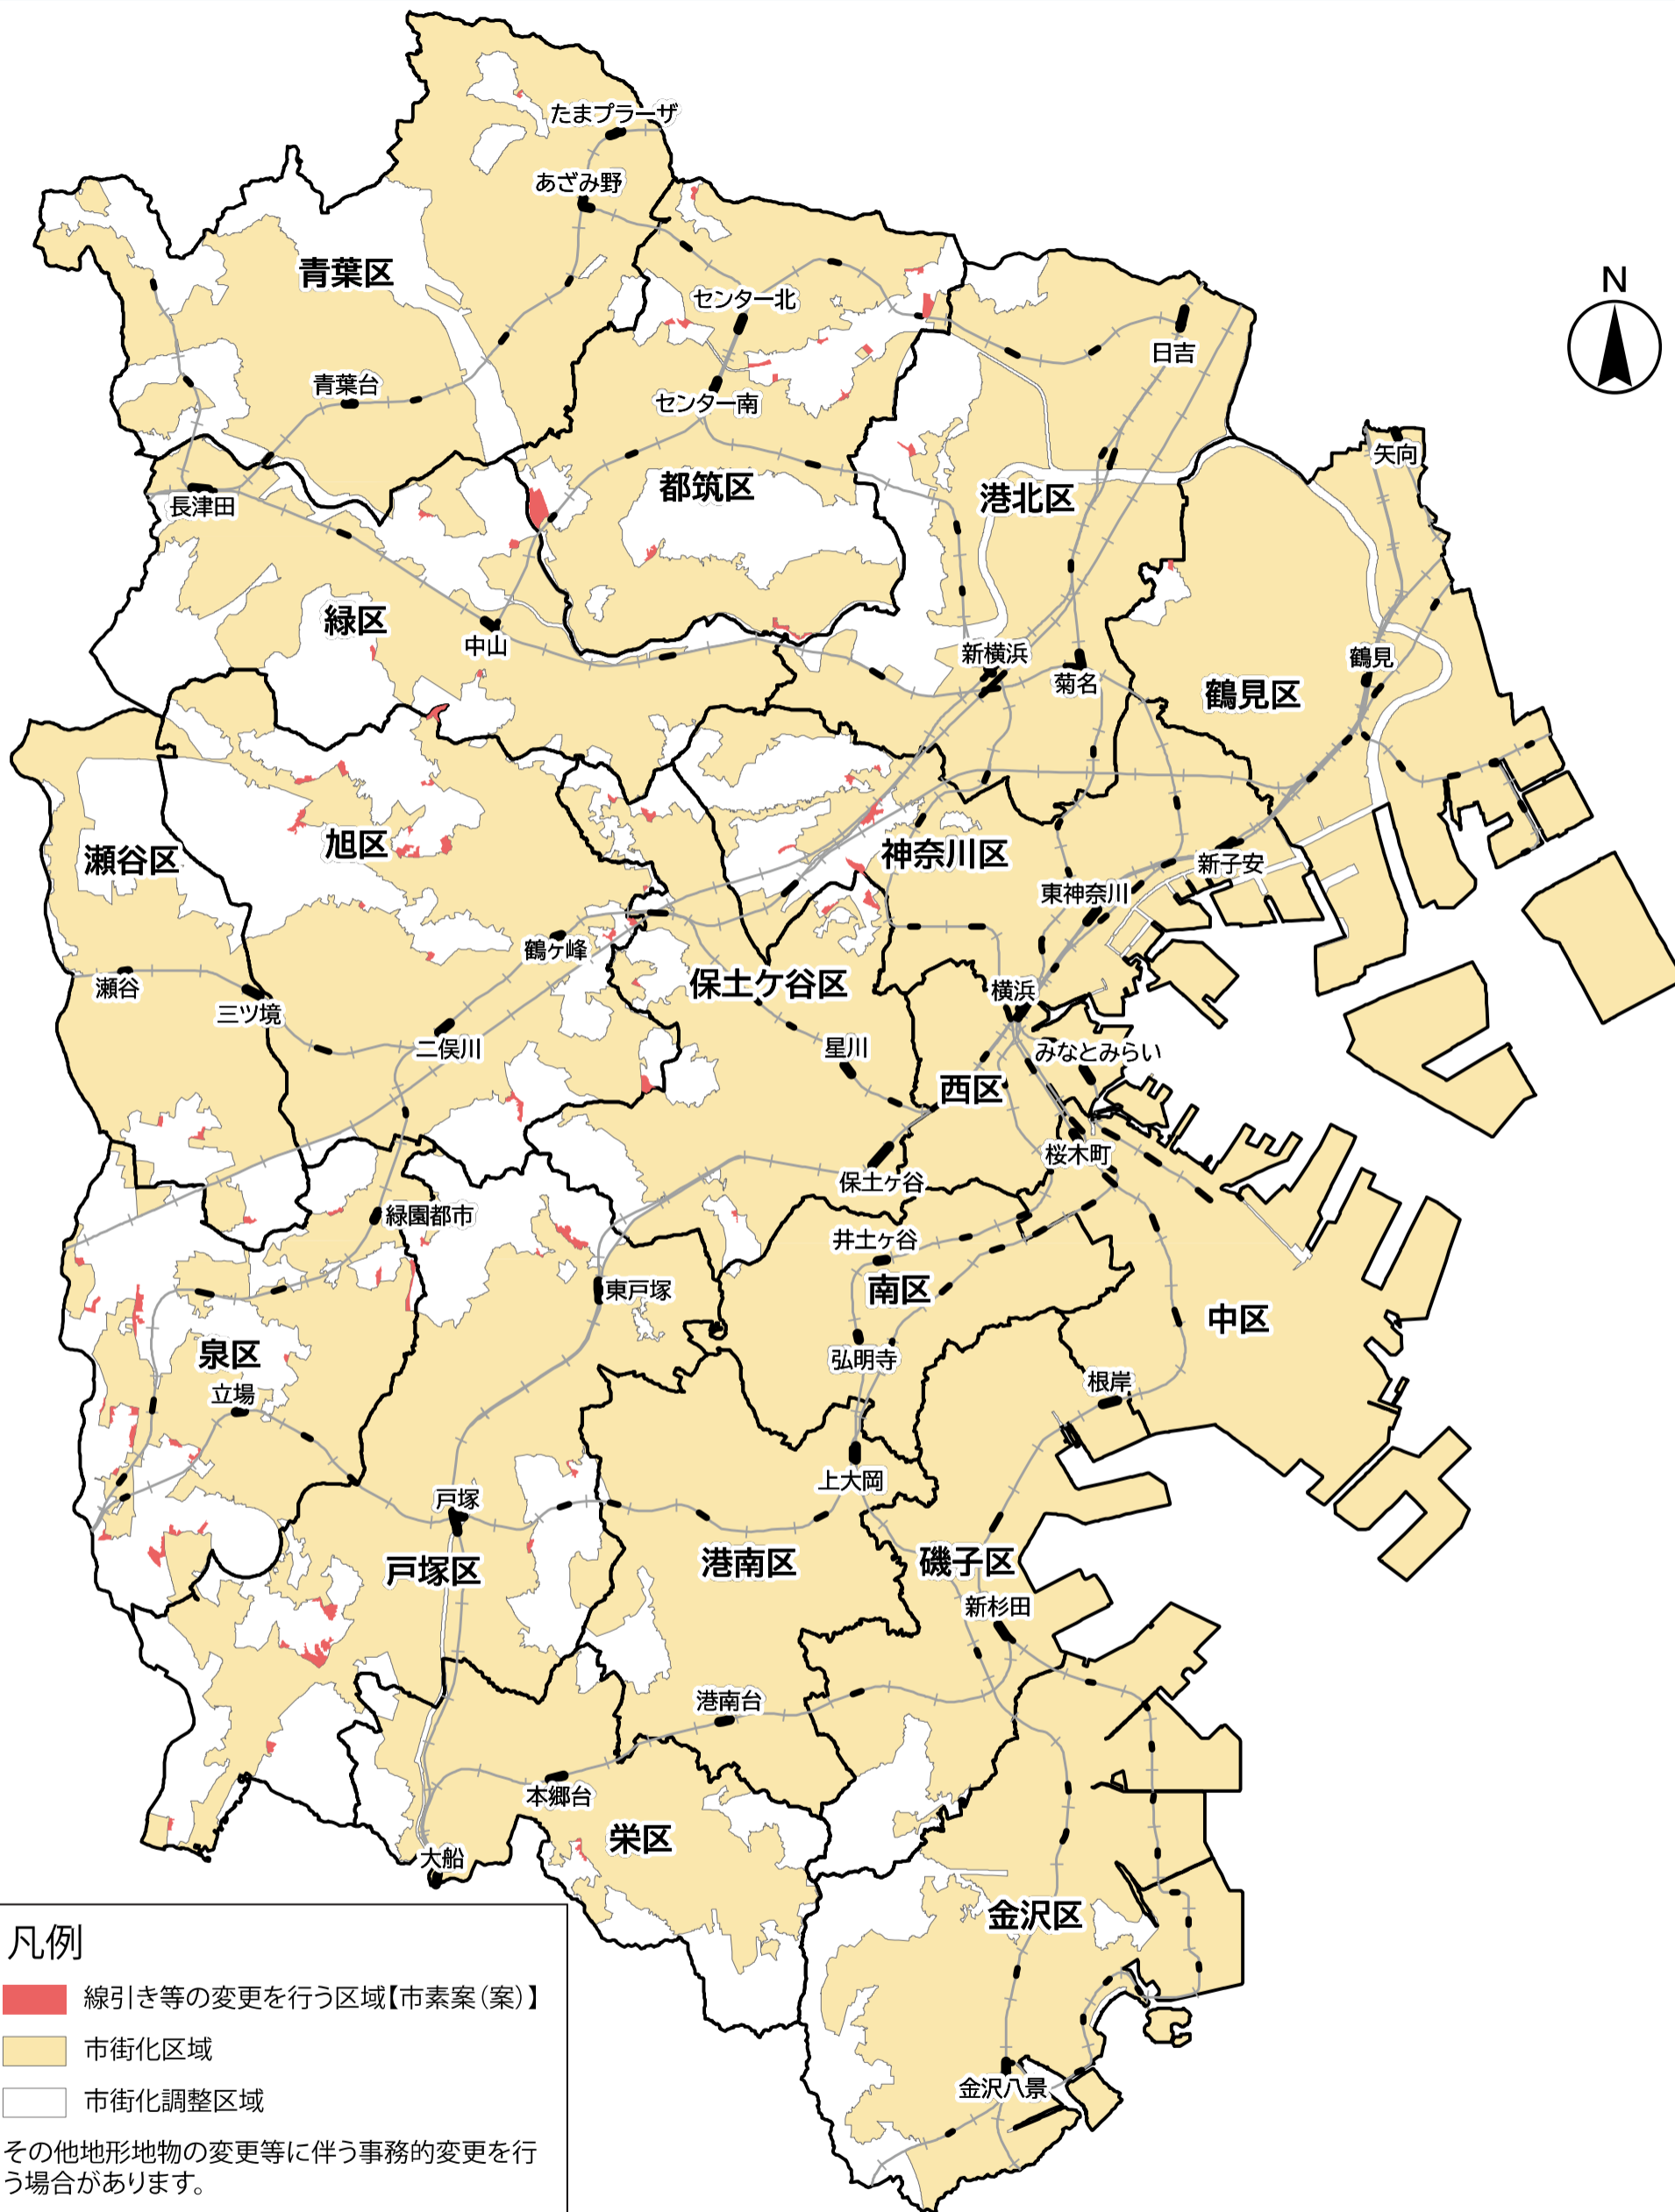 たまプラーザ
あざみ野
N
青葉区
センター北
日吉
青葉台
センター南
矢向
都筑区
港北区
長津田
緑区
中山
新横浜
鶴見
菊名
鶴見区
旭区
瀬谷区
神奈川区
新子安
東神奈川
鶴ヶ峰
保土ケ谷区
瀬谷
横浜
三ツ境
二俣川
星川
みなとみらい
西区
桜木町
保土ヶ谷
緑園都市
井土ヶ谷
東戸塚
南区
中区
泉区
弘明寺
立場
根岸
上大岡
戸塚
戸塚区
港南区
磯子区
新杉田
港南台
本郷台
栄区
大船
金沢区
金沢八景
凡例
線引き等の変更を行う区域【市素案（案）】
市街化区域
市街化調整区域
その他地形地物の変更等に伴う事務的変更を行
う場合があります。